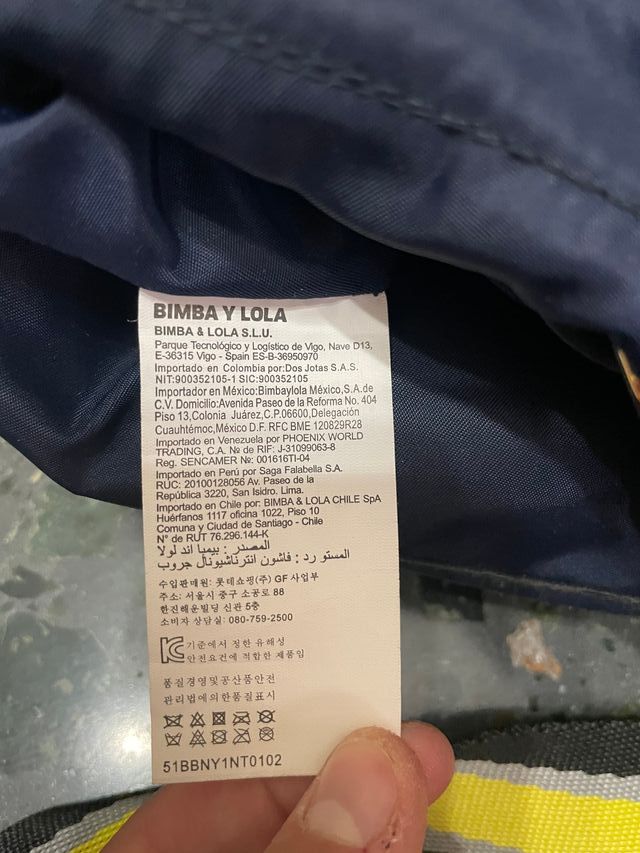 BIMBA Y LOLA
BIMBA & LOLA S.L.U.
Parque Tecnológico y Logístico de Vigo, Nave D13,
E-36315 Vigo - Spain ES-B-36950970
Importado en Colombia por:Dos Jotas S.A.S.
NIT:900352105-1 SIC:900352105
Importador en México:Bimbaylola México,S.A.de
C.V. Domicilio:Avenida Paseo de la Reforma No. 404
Piso 13,Colonia Juárez,C.P.06600,Delegación
Cuauhtémoc,México D.F. RFC BME 120829R28
Importado en Venezuela por PHOENIX WORLD
TRADING, C.A. № de RIF: J-31099063-8
Reg. SENCAMER №: 001616TI-04
Importado en Perú por Saga Falabella S.A.
RUC: 20100128056 Av. Paseo de la
República 3220, San Isidro. Lima.
Importado en Chile por: BIMBA & LOLA CHILE SpA
Huérfanos 1117 oficina 1022, Piso 10
Comuna y Ciudad de Santiago - Chile
N° de RUT 76.296.144-K
المصدر : بيمبا اند لولا
المستو رد : فاشون انترناشيونال جروب
수입판매원: 롯데쇼핑(주) GF 사업부
주소: 서울시 중구 소공로 88
한진해운빌딩 신관 5층
소비자 상담실: 080-759-2500
기준에서 정한 유해성
안전요건에 적합한 제품임
품질경영및공산품안전
관리법에의한품질표시
51BBNY1NT0102